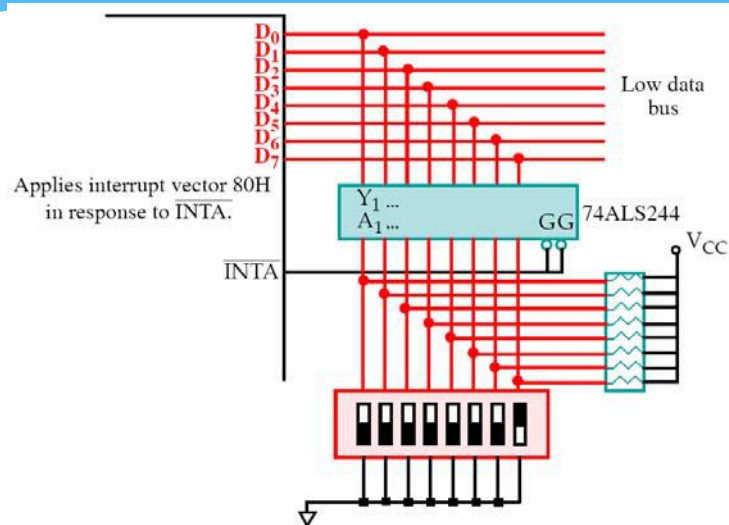 D0
D1
D2
D3
D4
D5
D6
D7
Low data
bus
Applies interrupt vector 80H
in response to INTA.
Y1 ...
A1 ...
GG
74ALS244
VCC
INTA